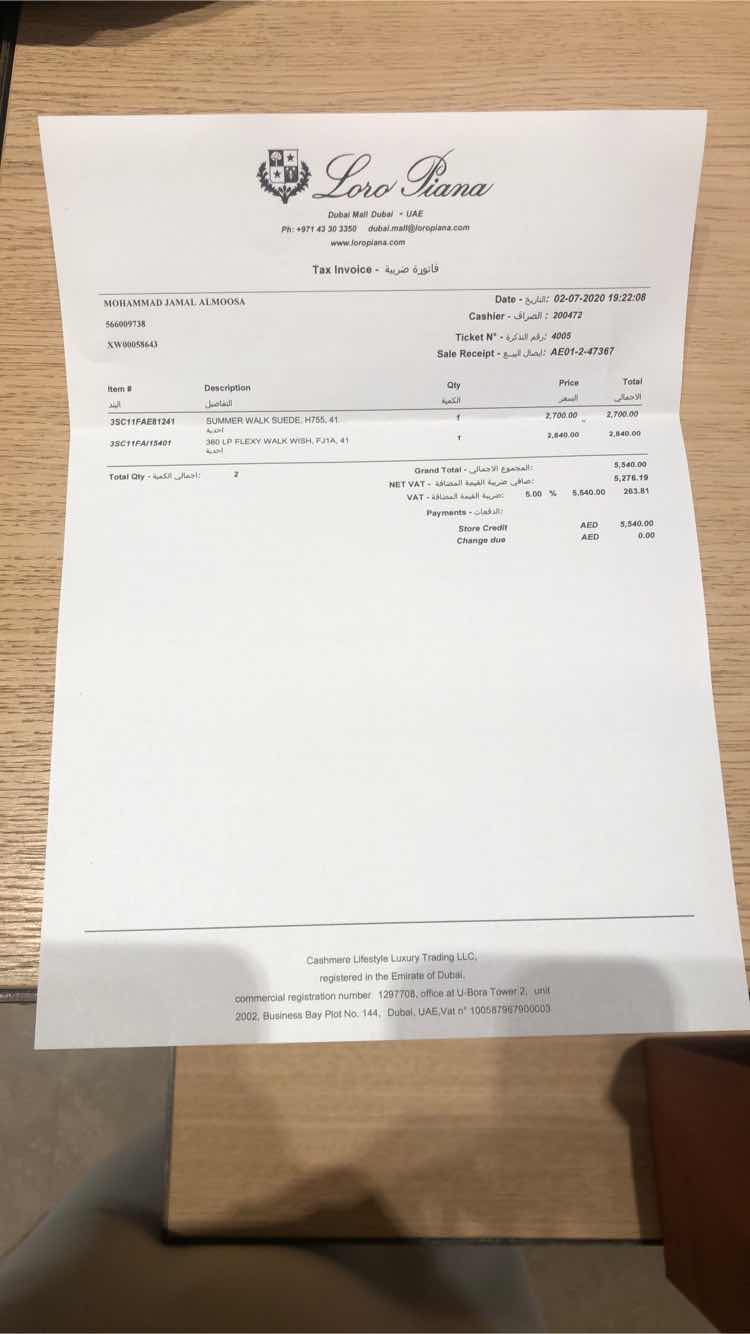 Loro Piana
Dubai Mall Dubai - UAE
Ph: +971 43 30 3350 dubai.mall@loropiana.com
www.loropiana.com
Tax Invoice - فاتورة ضريبية
MOHAMMAD JAMAL ALMOOSA
566009738
XW00058643
Date - التاريخ: 02-07-2020 19:22:08
Cashier - الصراف : 200472
Ticket N° - رقم التذكرة: 4005
Sale Receipt - إيصال البيع: AE01-2-47367
Item # Description Qty Price Total
البند التفاصيل الكمية السعر الاجمالي
3SC11FAE81241 SUMMER WALK SUEDE, H755, 41 1 2,700.00 2,700.00
احذية
3SC11FAI15401 360 LP FLEXY WALK WISH, FJ1A, 41 1 2,840.00 2,840.00
احذية
Total Qty - اجمالي الكمية: 2
Grand Total - المجموع الاجمالي: 5,540.00
NET VAT - صافي ضريبة القيمة المضافة: 5,276.19
VAT - ضريبة القيمة المضافة: 5.00 % 5,540.00 263.81
Payments - الدفعات:
Store Credit AED 5,540.00
Change due AED 0.00
Cashmere Lifestyle Luxury Trading LLC,
registered in the Emirate of Dubai,
commercial registration number 1297708, office at U-Bora Tower 2, unit
2002, Business Bay Plot No. 144, Dubai, UAE,Vat n° 100587967900003